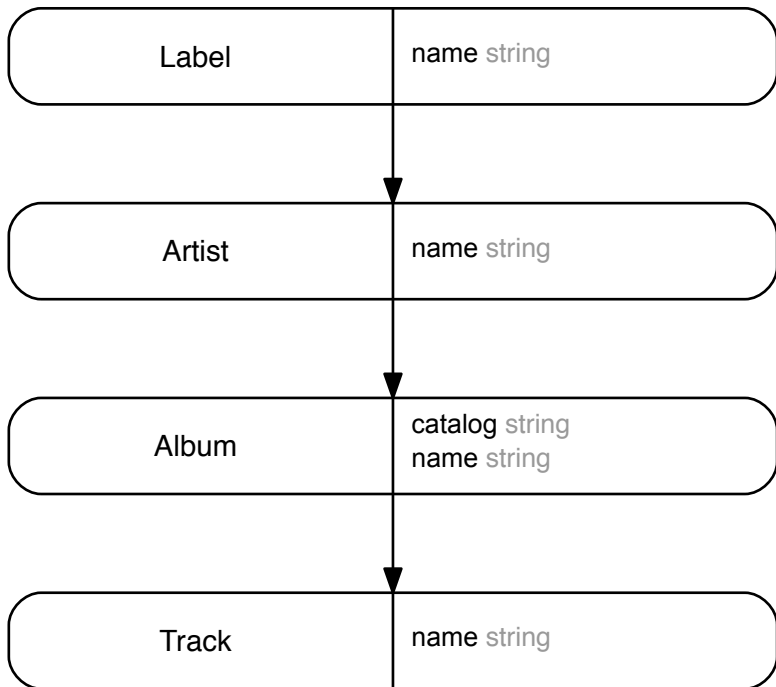 Label
name string
Artist
name string
Album
catalog string
name string
Track
name string